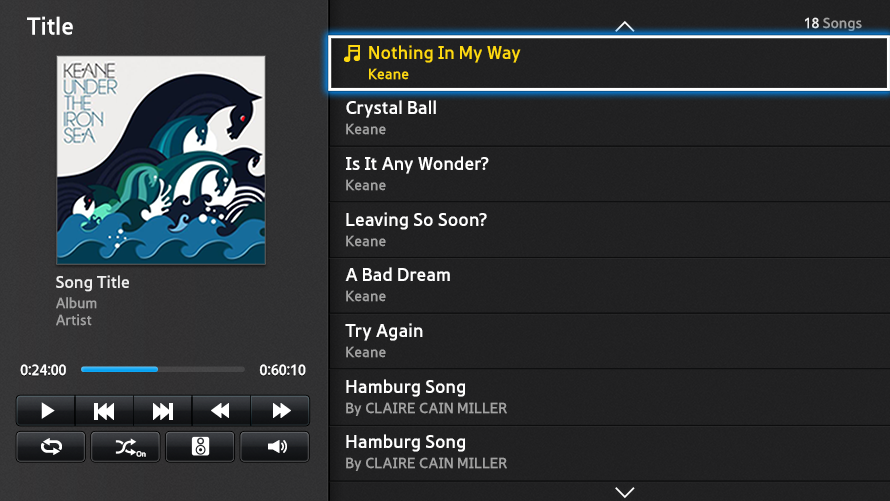 Title
KEANE
UNDER
THE
IRON
SEA
Song Title
Album
Artist
0:24:00
0:60:10
On
18 Songs
Nothing In My Way
Keane
Crystal Ball
Keane
Is It Any Wonder?
Keane
Leaving So Soon?
Keane
A Bad Dream
Keane
Try Again
Keane
Hamburg Song
By CLAIRE CAIN MILLER
Hamburg Song
By CLAIRE CAIN MILLER